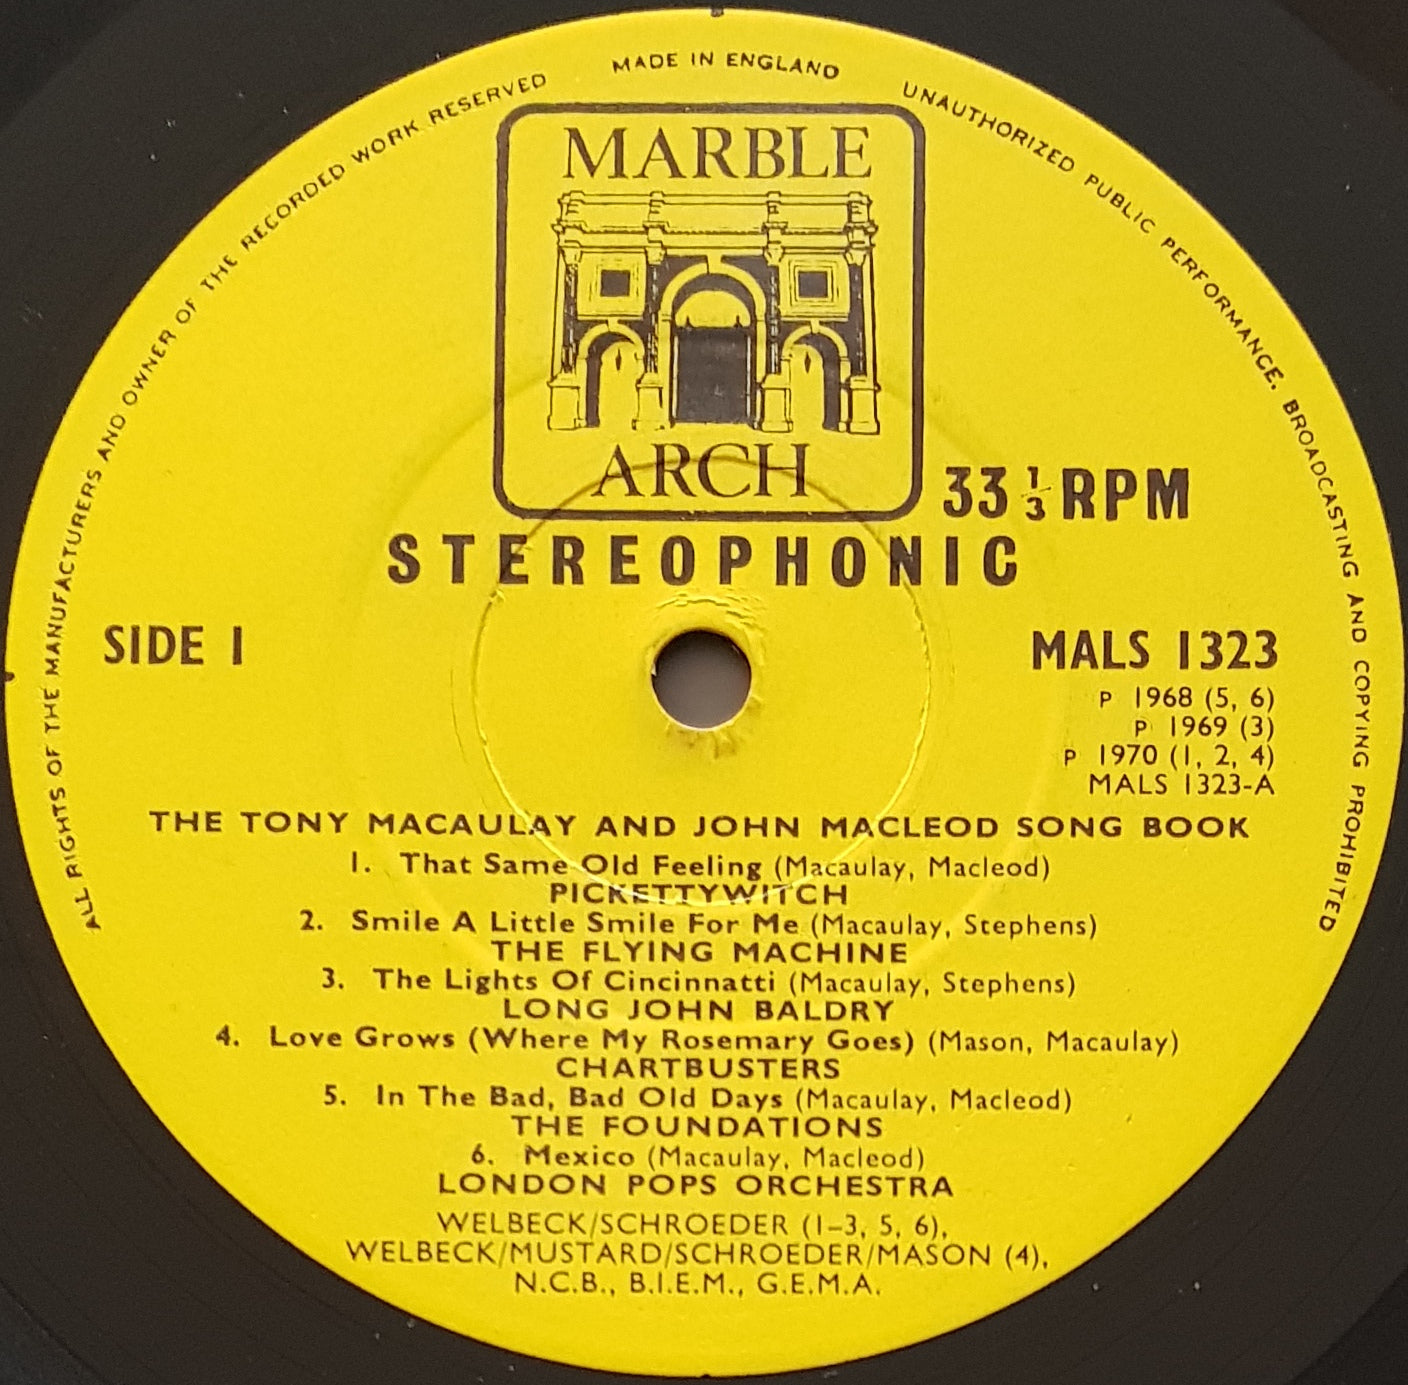 MADE IN ENGLAND
ALL RIGHTS OF THE MANUFACTURERS AND OWNER OF THE RECORDED WORK RESERVED
UNAUTHORIZED PUBLIC PERFORMANCE, BROADCASTING AND COPYING PROHIBITED
MARBLE
ARCH
33 1/3 RPM
STEREOPHONIC
SIDE 1
MALS 1323
P 1968 (5, 6)
P 1969 (3)
P 1970 (1, 2, 4)
MALS 1323-A
THE TONY MACAULAY AND JOHN MACLEOD SONG BOOK
1. That Same Old Feeling (Macaulay, Macleod)
PICKETTYWITCH
2. Smile A Little Smile For Me (Macaulay, Stephens)
THE FLYING MACHINE
3. The Lights Of Cincinnatti (Macaulay, Stephens)
LONG JOHN BALDRY
4. Love Grows (Where My Rosemary Goes) (Mason, Macaulay)
CHARTBUSTERS
5. In The Bad, Bad Old Days (Macaulay, Macleod)
THE FOUNDATIONS
6. Mexico (Macaulay, Macleod)
LONDON POPS ORCHESTRA
WELBECK/SCHROEDER (1-3, 5, 6),
WELBECK/MUSTARD/SCHROEDER/MASON (4),
N.C.B., B.I.E.M., G.E.M.A.